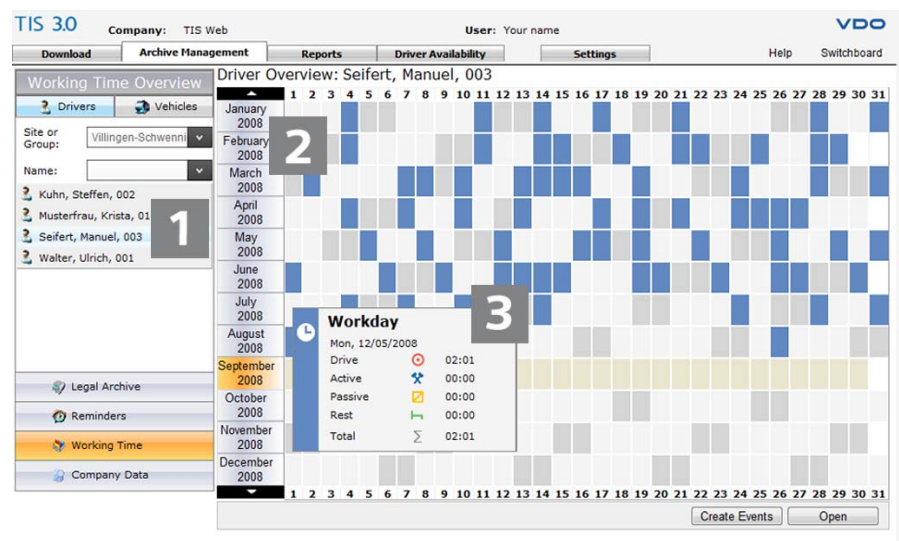 TIS 3.0 Company: TIS Web User: Your name VDO
Download Archive Management Reports Driver Availability Settings Help Switchboard
Working Time Overview
Drivers Vehicles
Site or Group: Villingen-Schwenni
Name:
Kuhn, Steffen, 002
Musterfrau, Krista, 01
Seifert, Manuel, 003
Walter, Ulrich, 001
1
Legal Archive
Reminders
Working Time
Company Data
Driver Overview: Seifert, Manuel, 003
1 2 3 4 5 6 7 8 9 10 11 12 13 14 15 16 17 18 19 20 21 22 23 24 25 26 27 28 29 30 31
January
2008
February
2008
2
March
2008
April
2008
May
2008
June
2008
July
2008
August
2008
September
2008
October
2008
November
2008
December
2008
3
Workday
Mon, 12/05/2008
Drive 02:01
Active 00:00
Passive 00:00
Rest 00:00
Total Σ 02:01
1 2 3 4 5 6 7 8 9 10 11 12 13 14 15 16 17 18 19 20 21 22 23 24 25 26 27 28 29 30 31
Create Events Open